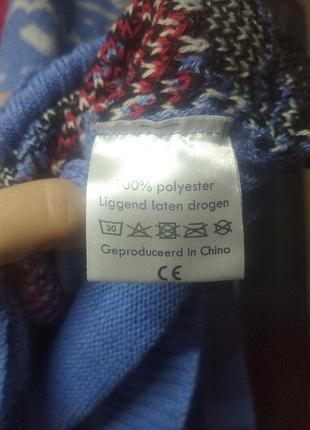 100% polyester
Liggend laten drogen
30
Geproduceerd in China
CE